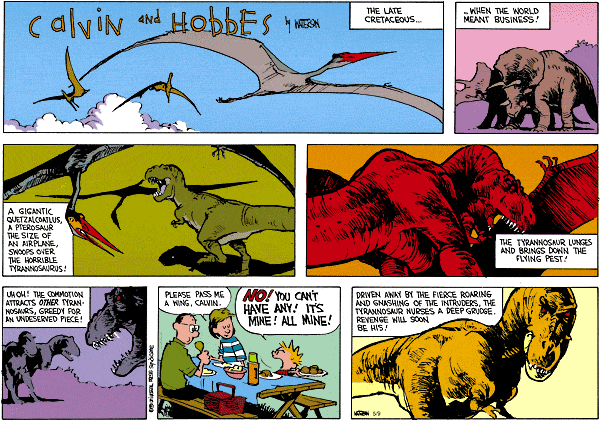 Calvin and Hobbes
by WATTERSON
THE LATE
CRETACEOUS...
...WHEN THE WORLD
MEANT BUSINESS!
A GIGANTIC
QUETZALCOATLUS,
A PTEROSAUR
THE SIZE OF
AN AIRPLANE,
SWOOPS OVER
THE HORRIBLE
TYRANNOSAURUS!
THE TYRANNOSAUR LUNGES
AND BRINGS DOWN THE
FLYING PEST!
UH OH! THE COMMOTION
ATTRACTS OTHER TYRAN-
NOSAURS, GREEDY FOR
AN UNDESERVED PIECE!
PLEASE PASS ME
A WING, CALVIN.
NO! YOU CAN'T
HAVE ANY! IT'S
MINE! ALL MINE!
DRIVEN AWAY BY THE FIERCE ROARING
AND GNASHING OF THE INTRUDERS, THE
TYRANNOSAUR NURSES A DEEP GRUDGE.
REVENGE WILL SOON
BE HIS!
WATTERSON